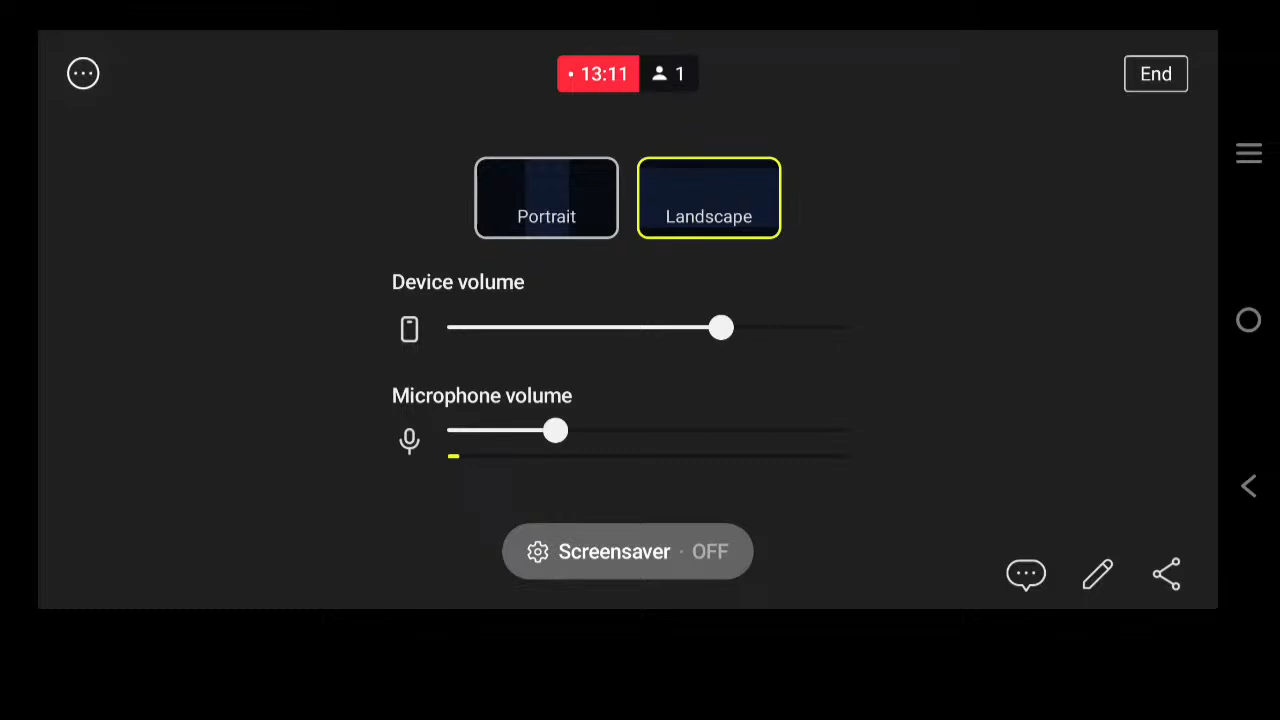 13:11 1 End
Portrait Landscape
Device volume
Microphone volume
Screensaver · OFF